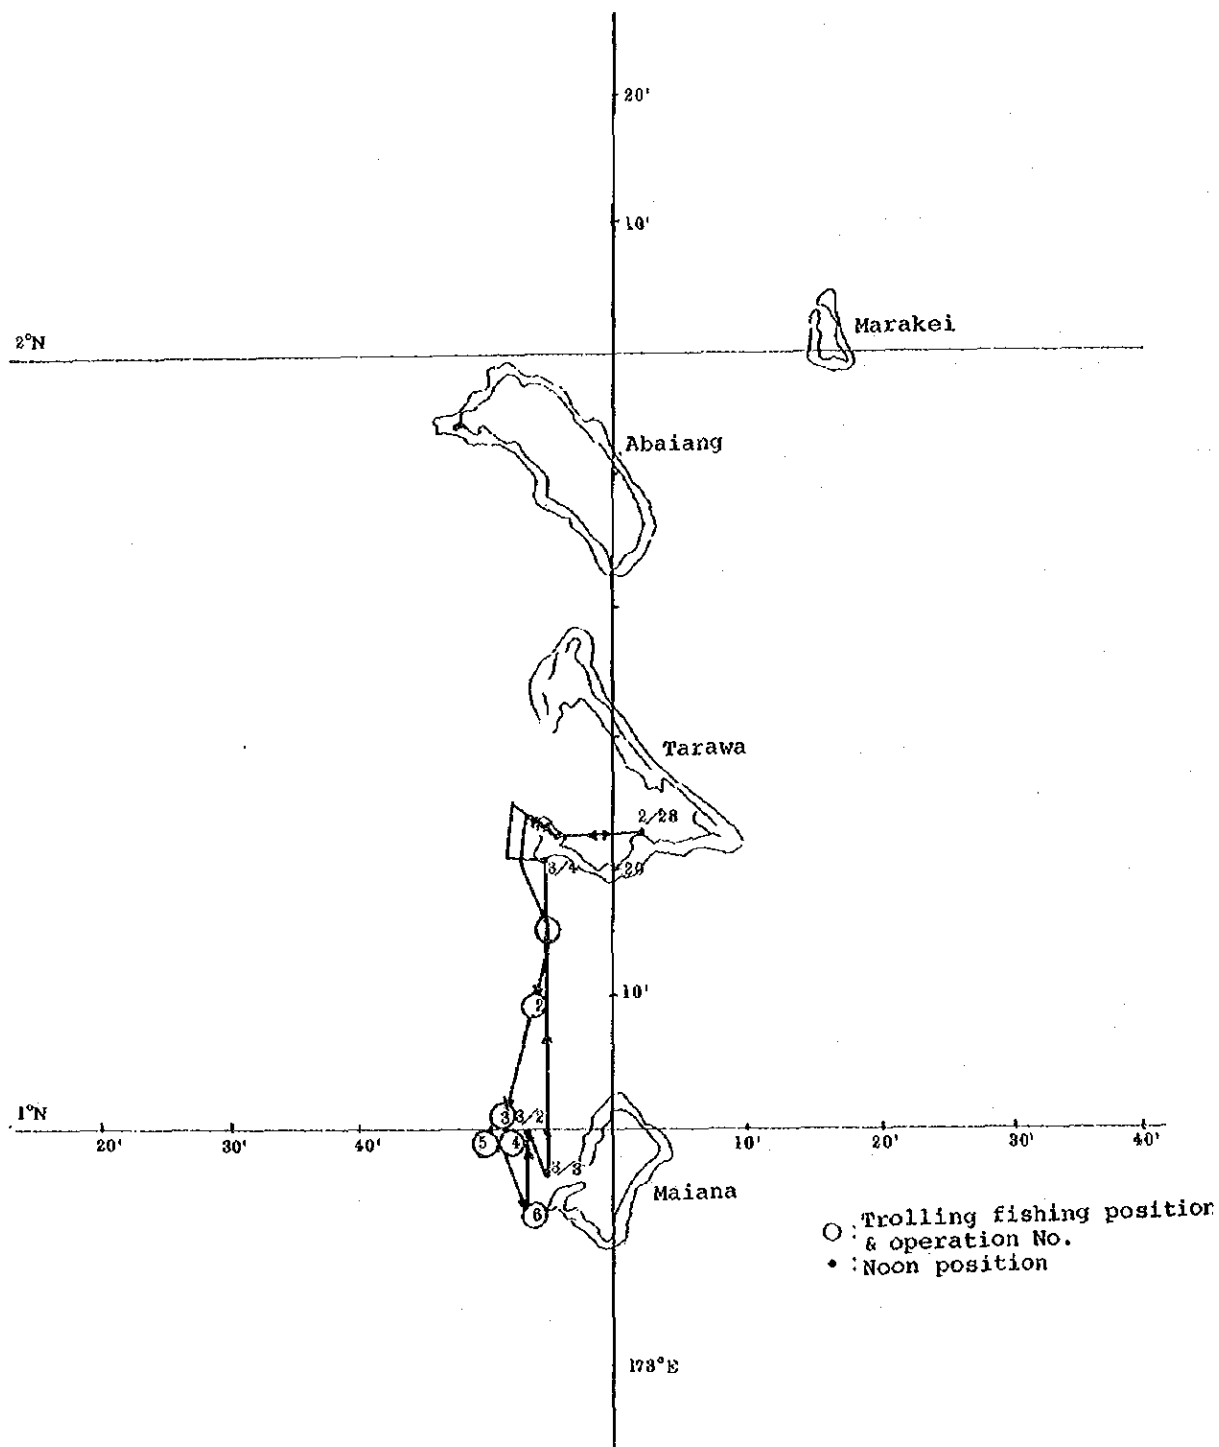 20'
10'
2°N
Marakei
Abaiang
Tarawa
2/28
3/4
29
2
10'
1°N
3
3/2
20'
30'
40'
5
4
10'
20'
30'
40'
3/3
Maiana
6
○ : Trolling fishing position
& operation No.
• : Noon position
173°E